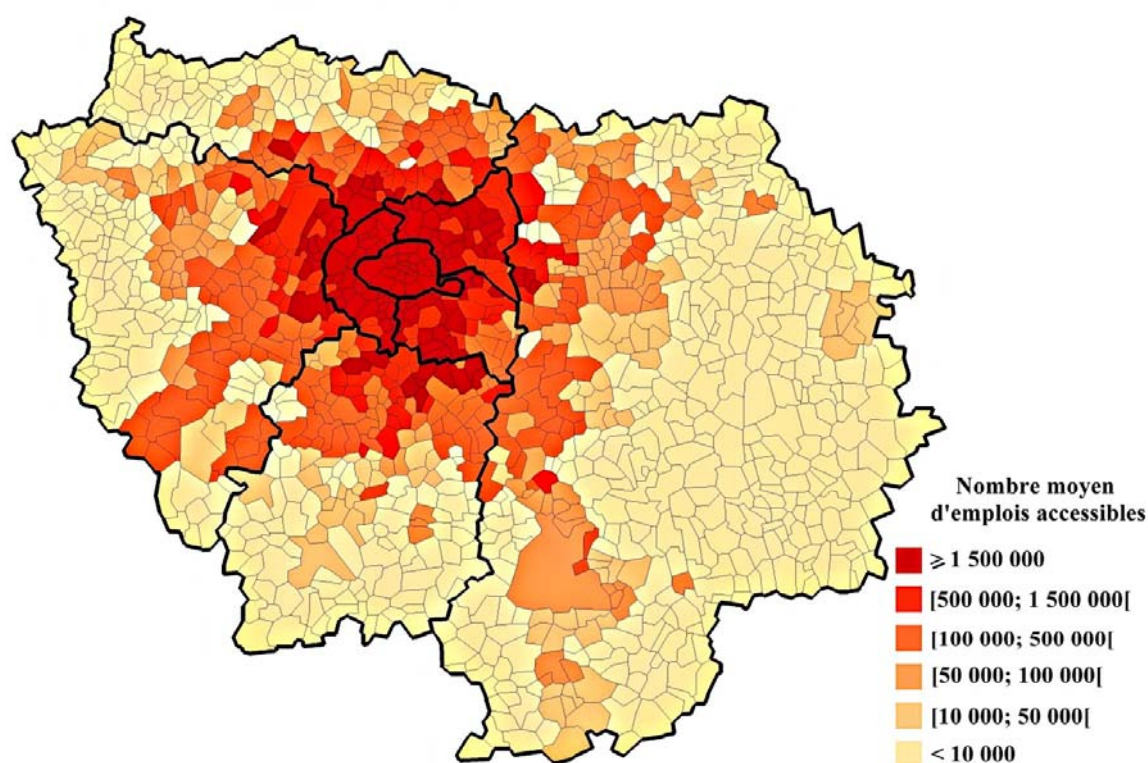 Nombre moyen
d'emplois accessibles
⩾ 1 500 000
[500 000; 1 500 000[
[100 000; 500 000[
[50 000; 100 000[
[10 000; 50 000[
< 10 000